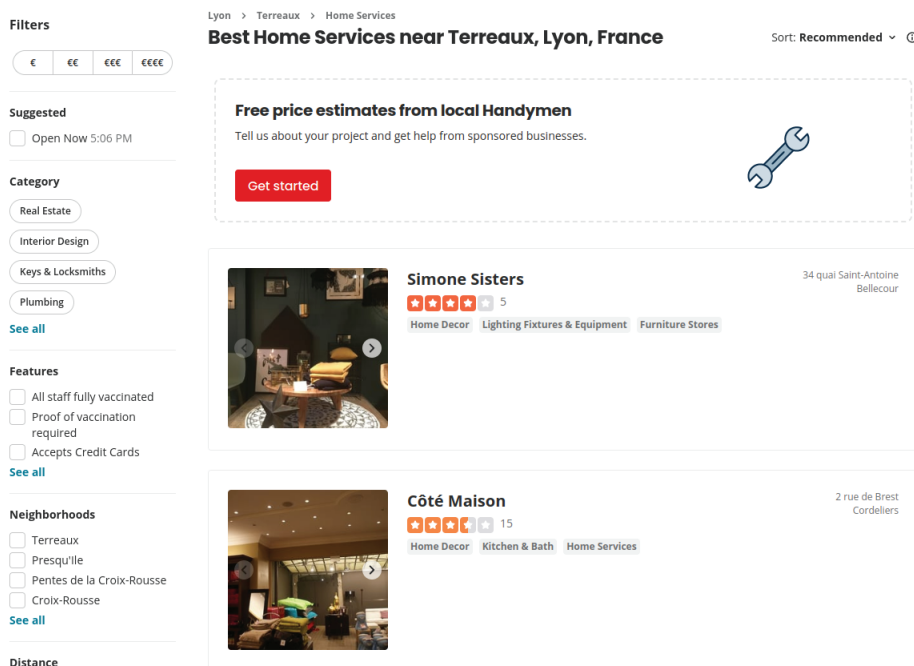 Filters
€ €€ €€€ €€€€
Suggested
Open Now 5:06 PM
Category
Real Estate
Interior Design
Keys & Locksmiths
Plumbing
See all
Features
All staff fully vaccinated
Proof of vaccination
required
Accepts Credit Cards
See all
Neighborhoods
Terreaux
Presqu'Ile
Pentes de la Croix-Rousse
Croix-Rousse
See all
Distance
Lyon > Terreaux > Home Services
Best Home Services near Terreaux, Lyon, France
Sort: Recommended
Free price estimates from local Handymen
Tell us about your project and get help from sponsored businesses.
Get started
Simone Sisters
5
Home Decor Lighting Fixtures & Equipment Furniture Stores
34 quai Saint-Antoine
Bellecour
Côté Maison
15
Home Decor Kitchen & Bath Home Services
2 rue de Brest
Cordeliers